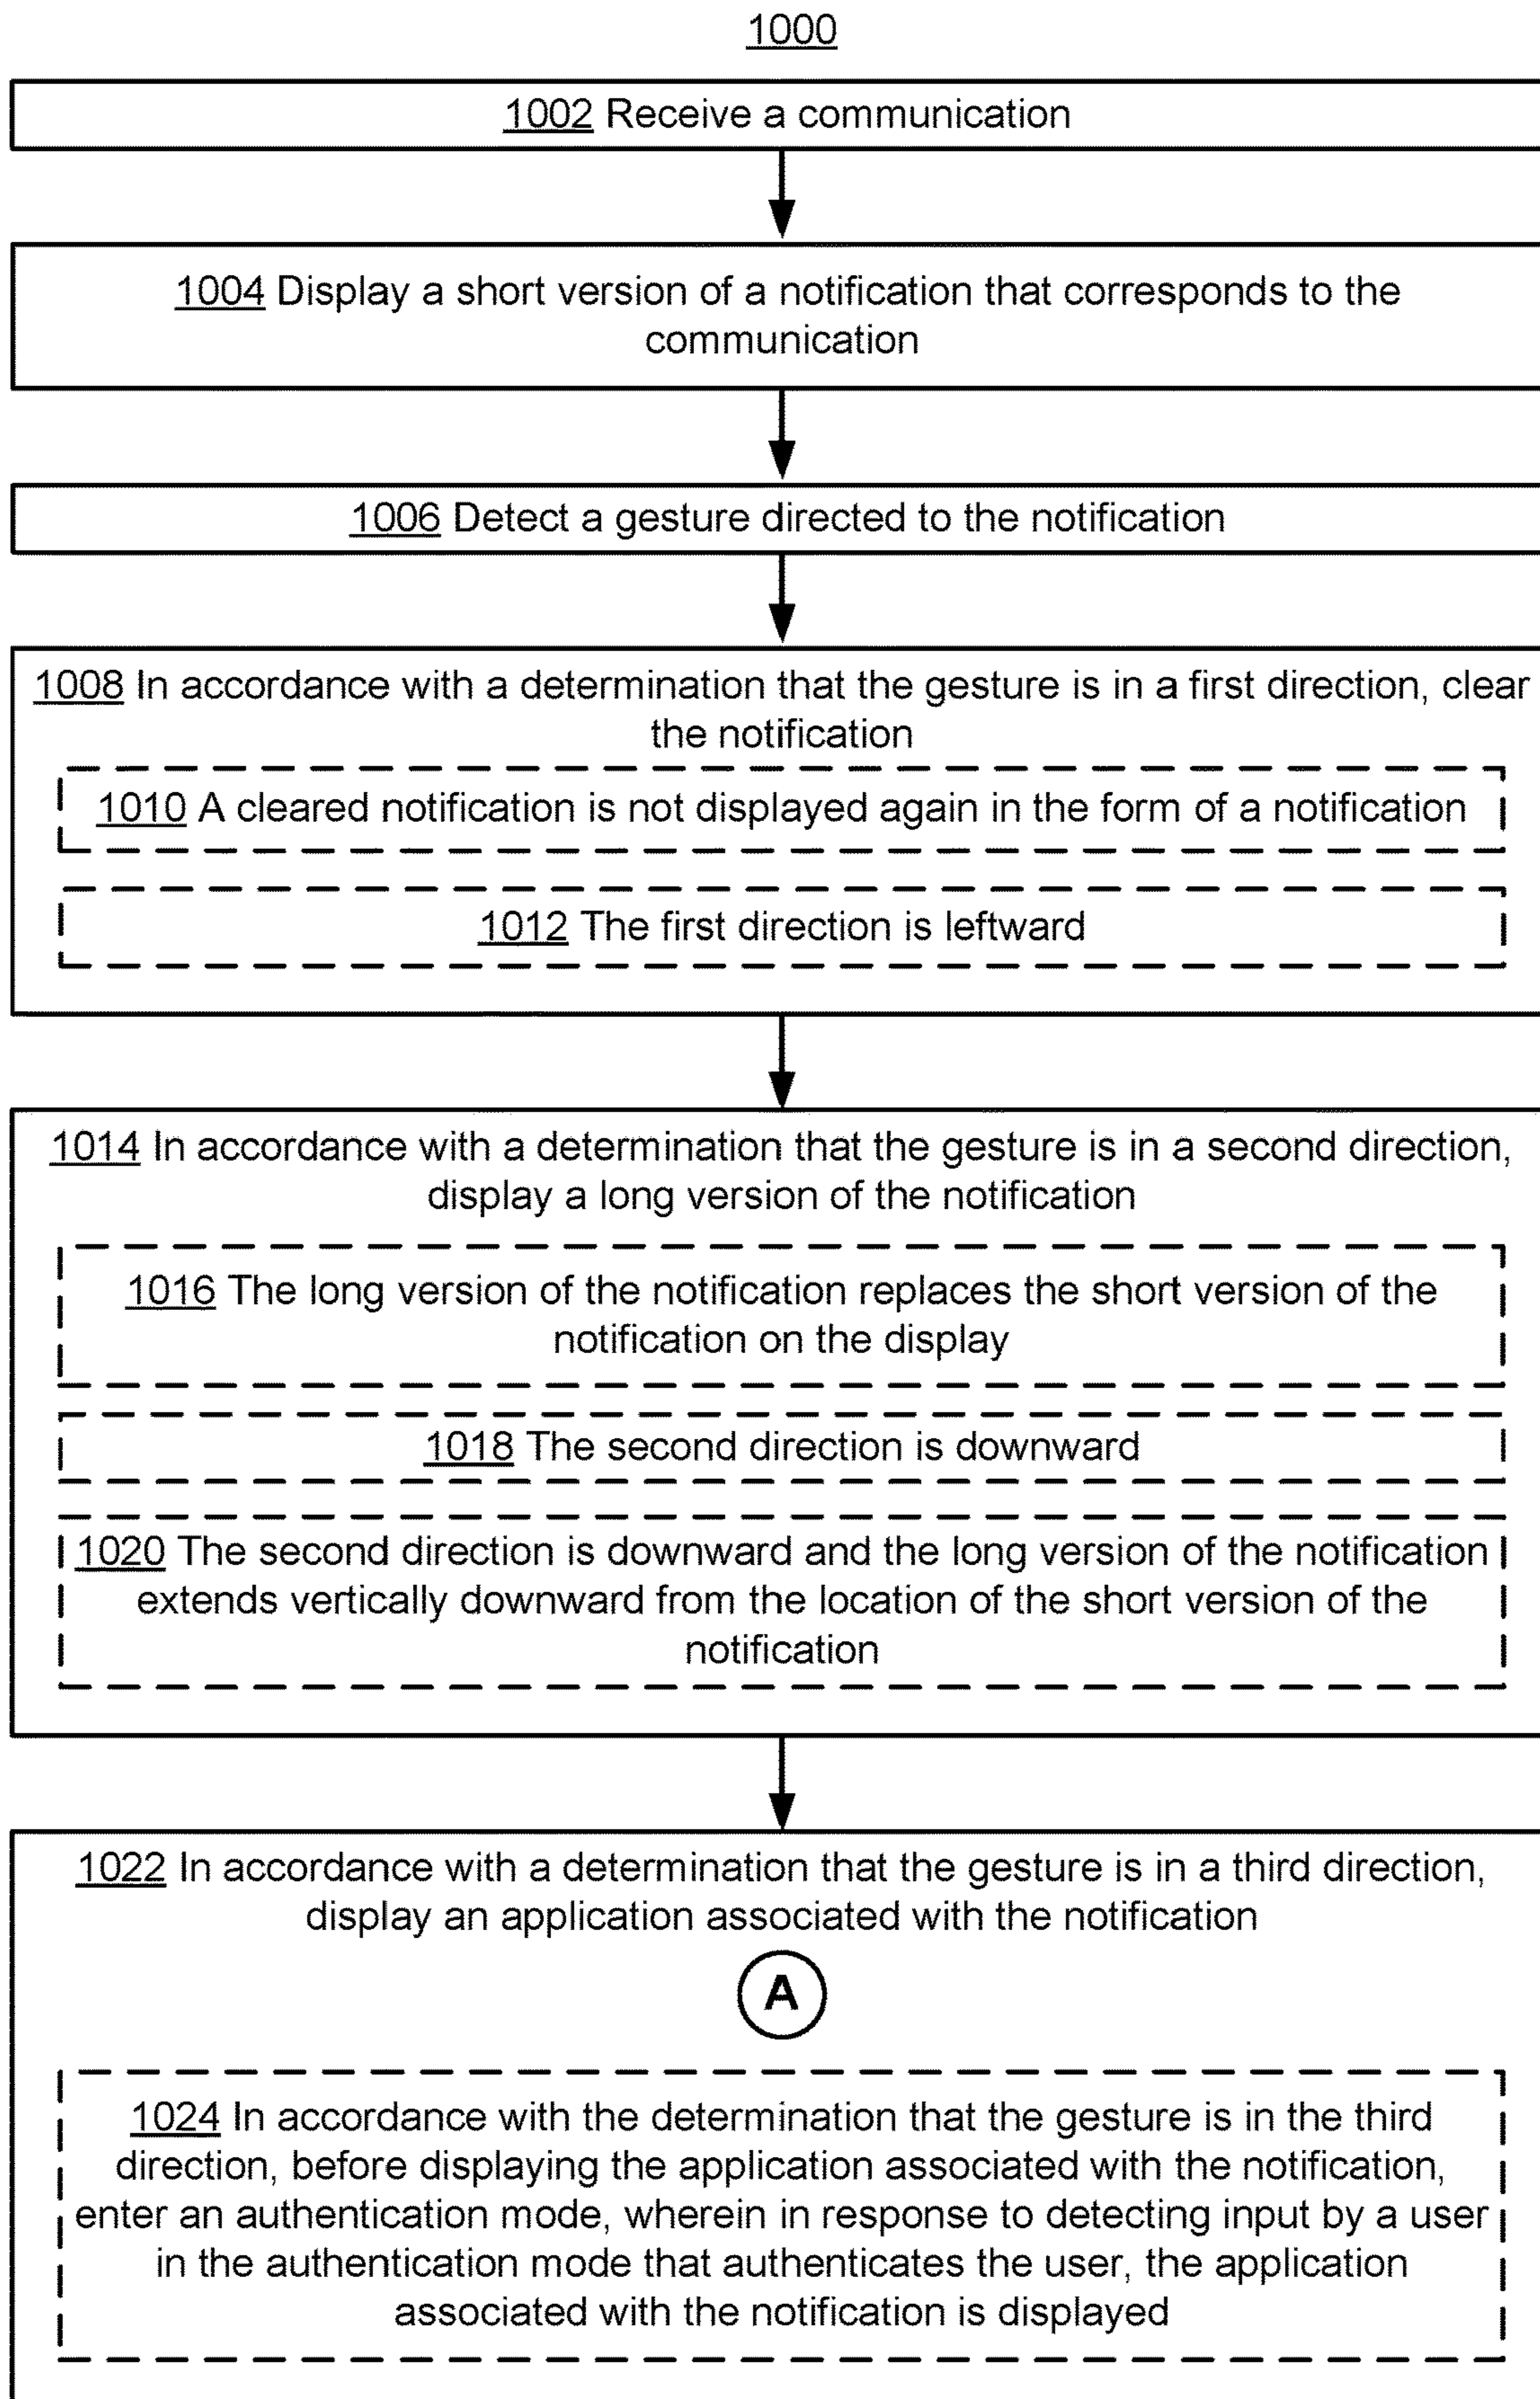 1000
1002 Receive a communication
1004 Display a short version of a notification that corresponds to the
communication
1006 Detect a gesture directed to the notification
1008 In accordance with a determination that the gesture is in a first direction, clear
the notification
1010 A cleared notification is not displayed again in the form of a notification
1012 The first direction is leftward
1014 In accordance with a determination that the gesture is in a second direction,
display a long version of the notification
1016 The long version of the notification replaces the short version of the
notification on the display
1018 The second direction is downward
1020 The second direction is downward and the long version of the notification
extends vertically downward from the location of the short version of the
notification
1022 In accordance with a determination that the gesture is in a third direction,
display an application associated with the notification
A
1024 In accordance with the determination that the gesture is in the third
direction, before displaying the application associated with the notification,
enter an authentication mode, wherein in response to detecting input by a user
in the authentication mode that authenticates the user, the application
associated with the notification is displayed